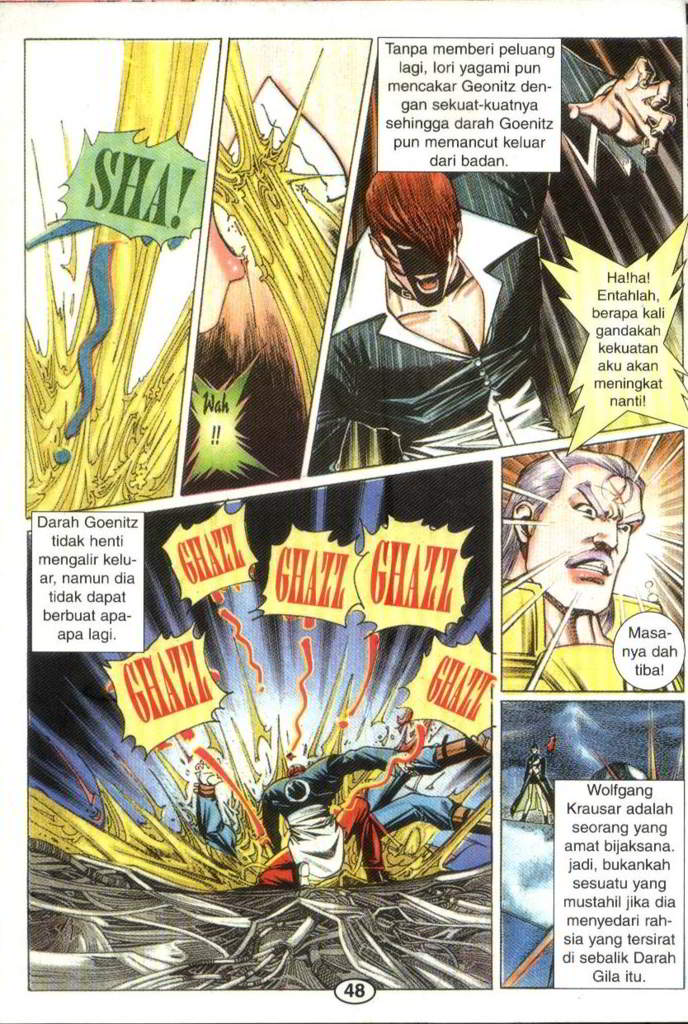 SHA!
Wah
!!
Tanpa memberi peluang
lagi, Iori yagami pun
mencakar Geonitz den-
gan sekuat-kuatnya
sehingga darah Goenitz
pun memancut keluar
dari badan.
Ha!ha!
Entahlah,
berapa kali
gandakah
kekuatan
aku akan
meningkat
nanti!
Darah Goenitz
tidak henti
mengalir kelu-
ar, namun dia
tidak dapat
berbuat apa-
apa lagi.
GHAZZ
GHAZZ
GHAZZ
GHAZZ
GHAZZ
Masa-
nya dah
tiba!
Wolfgang
Krausar adalah
seorang yang
amat bijaksana.
jadi, bukankah
sesuatu yang
mustahil jika dia
menyedari rah-
sia yang tersirat
di sebalik Darah
Gila itu.
48